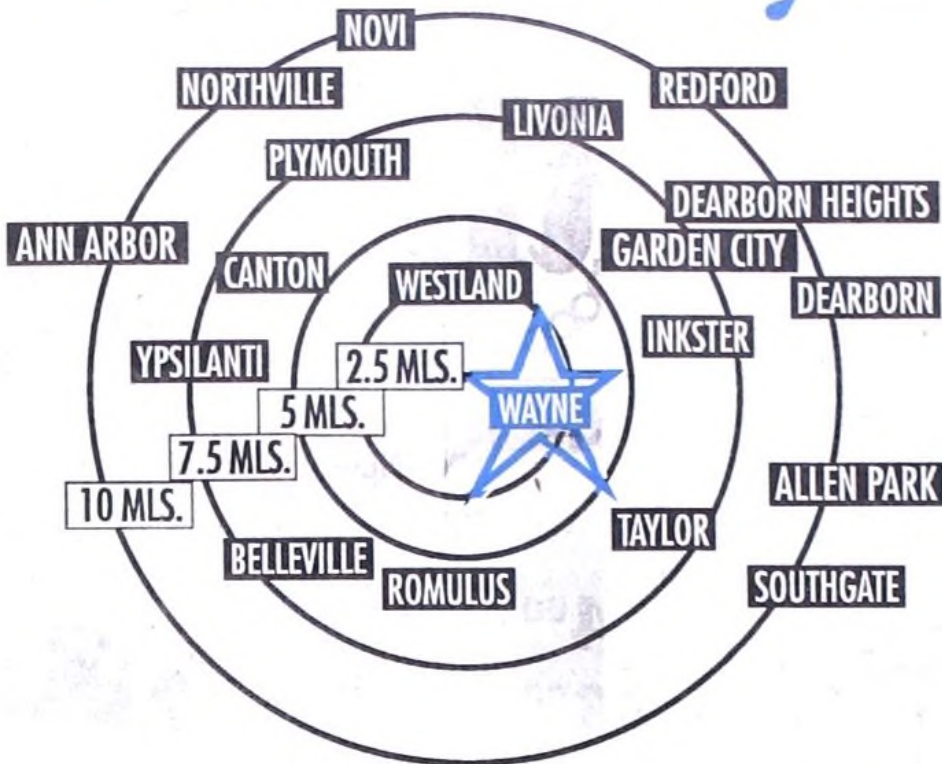 NOVI
NORTHVILLE
REDFORD
LIVONIA
PLYMOUTH
DEARBORN HEIGHTS
ANN ARBOR
GARDEN CITY
CANTON
WESTLAND
DEARBORN
INKSTER
YPSILANTI
2.5 MLS.
WAYNE
5 MLS.
7.5 MLS.
ALLEN PARK
10 MLS.
TAYLOR
BELLEVILLE
ROMULUS
SOUTHGATE